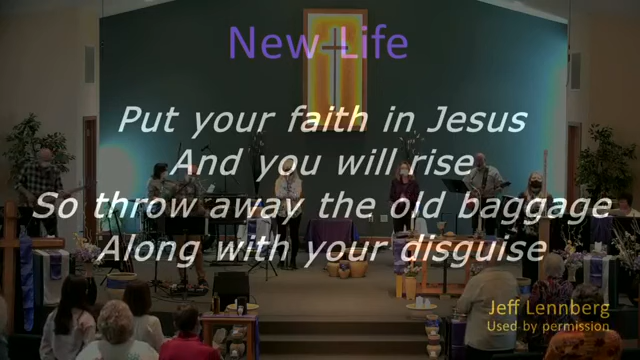 New Life
Put your faith in Jesus
And you will rise
So throw away the old baggage
Along with your disguise
Jeff Lennberg
Used by permission